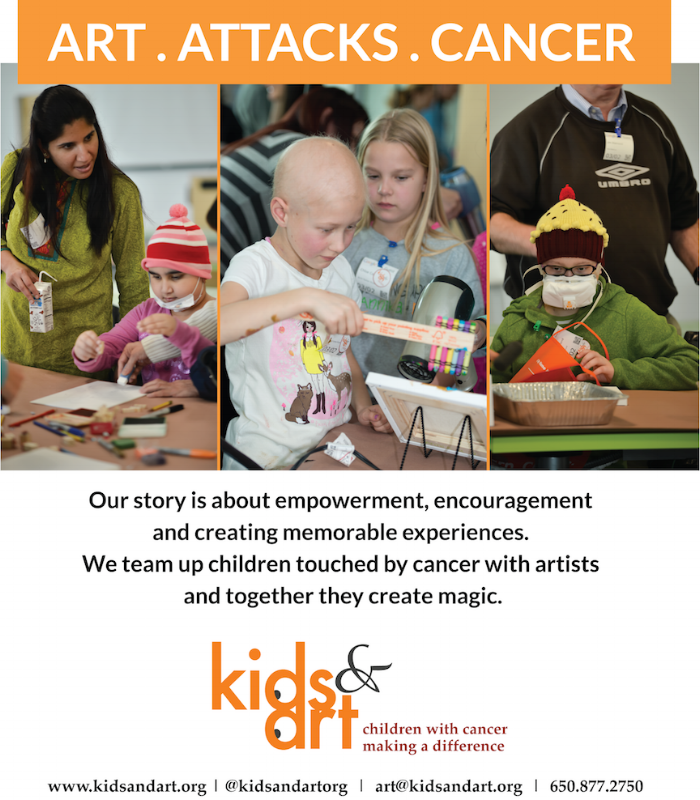 ART . ATTACKS . CANCER
UMBRO
Our story is about empowerment, encouragement
and creating memorable experiences.
We team up children touched by cancer with artists
and together they create magic.
kids&
art
children with cancer
making a difference
www.kidsandart.org | @kidsandartorg | art@kidsandart.org | 650.877.2750